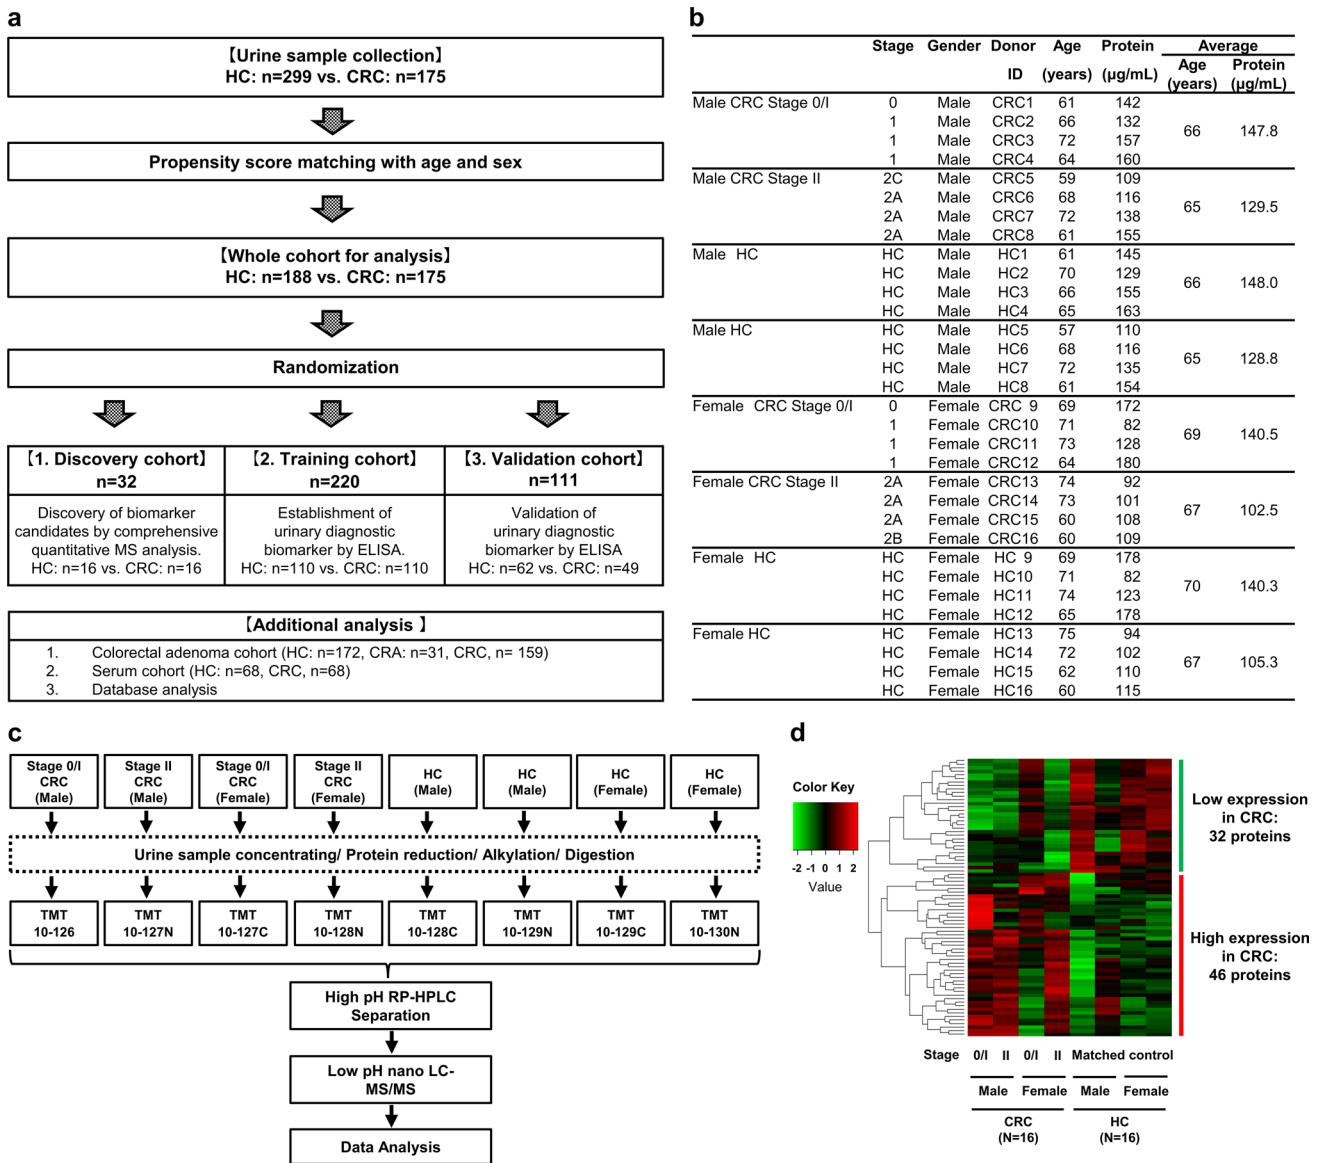 a
【Urine sample collection】
HC: n=299 vs. CRC: n=175
Propensity score matching with age and sex
【Whole cohort for analysis】
HC: n=188 vs. CRC: n=175
Randomization
【1. Discovery cohort】
n=32
Discovery of biomarker
candidates by comprehensive
quantitative MS analysis.
HC: n=16 vs. CRC: n=16
【2. Training cohort】
n=220
Establishment of
urinary diagnostic
biomarker by ELISA.
HC: n=110 vs. CRC: n=110
【3. Validation cohort】
n=111
Validation of
urinary diagnostic
biomarker by ELISA
HC: n=62 vs. CRC: n=49
【Additional analysis 】
1. Colorectal adenoma cohort (HC: n=172, CRA: n=31, CRC, n= 159)
2. Serum cohort (HC: n=68, CRC, n=68)
3. Database analysis
b
Stage Gender Donor Age Protein Average
ID (years) (μg/mL) Age Protein
(years) (μg/mL)
Male CRC Stage 0/I 0 Male CRC1 61 142
1 Male CRC2 66 132
66 147.8
1 Male CRC3 72 157
1 Male CRC4 64 160
Male CRC Stage II 2C Male CRC5 59 109
2A Male CRC6 68 116
65 129.5
2A Male CRC7 72 138
2A Male CRC8 61 155
Male HC HC Male HC1 61 145
HC Male HC2 70 129
66 148.0
HC Male HC3 66 155
HC Male HC4 65 163
Male HC HC Male HC5 57 110
HC Male HC6 68 116
65 128.8
HC Male HC7 72 135
HC Male HC8 61 154
Female CRC Stage 0/I 0 Female CRC 9 69 172
1 Female CRC10 71 82
69 140.5
1 Female CRC11 73 128
1 Female CRC12 64 180
Female CRC Stage II 2A Female CRC13 74 92
2A Female CRC14 73 101
67 102.5
2A Female CRC15 60 108
2B Female CRC16 60 109
Female HC HC Female HC 9 69 178
HC Female HC10 71 82
70 140.3
HC Female HC11 74 123
HC Female HC12 65 178
Female HC HC Female HC13 75 94
HC Female HC14 72 102
67 105.3
HC Female HC15 62 110
HC Female HC16 60 115
c
Stage 0/I
CRC
(Male)
Stage II
CRC
(Male)
Stage 0/I
CRC
(Female)
Stage II
CRC
(Female)
HC
(Male)
HC
(Male)
HC
(Female)
HC
(Female)
Urine sample concentrating/ Protein reduction/ Alkylation/ Digestion
TMT
10-126
TMT
10-127N
TMT
10-127C
TMT
10-128N
TMT
10-128C
TMT
10-129N
TMT
10-129C
TMT
10-130N
High pH RP-HPLC
Separation
Low pH nano LC-
MS/MS
Data Analysis
d
Color Key
-2 -1 0 1 2
Value
Low expression
in CRC:
32 proteins
High expression
in CRC:
46 proteins
Stage 0/I II 0/I II Matched control
Male Female Male Female
CRC
(N=16)
HC
(N=16)